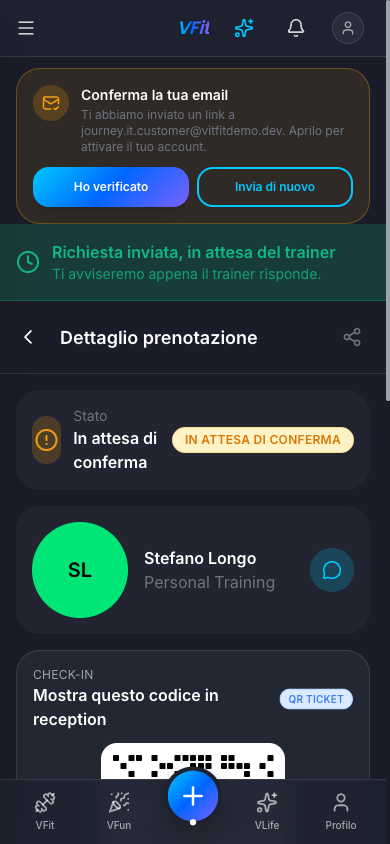 VFit
Conferma la tua email
Ti abbiamo inviato un link a
journey.it.customer@vitfitdemo.dev. Aprilo per
attivare il tuo account.
Ho verificato
Invia di nuovo
Richiesta inviata, in attesa del trainer
Ti avviseremo appena il trainer risponde.
Dettaglio prenotazione
Stato
In attesa di
conferma
IN ATTESA DI CONFERMA
SL
Stefano Longo
Personal Training
CHECK-IN
Mostra questo codice in
reception
QR TICKET
VFit
VFun
VLife
Profilo